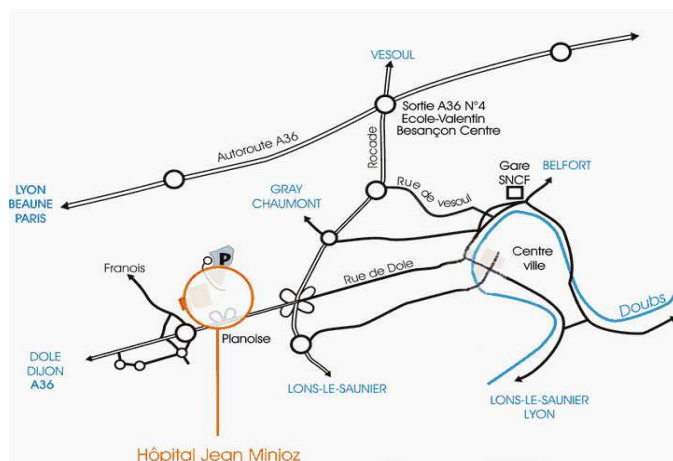 VESOUL
Sortie A36 N°4
Ecole-Valentin
Besançon Centre
Autoroute A36
Rocade
LYON
BEAUNE
PARIS
GRAY
CHAUMONT
Rue de vesoul
Gare
SNCF
BELFORT
Centre
ville
Franois
P
Rue de Dole
Doubs
Planoise
DOLE
DIJON
A36
LONS-LE-SAUNIER
LONS-LE-SAUNIER
LYON
Hôpital Jean Minjoz